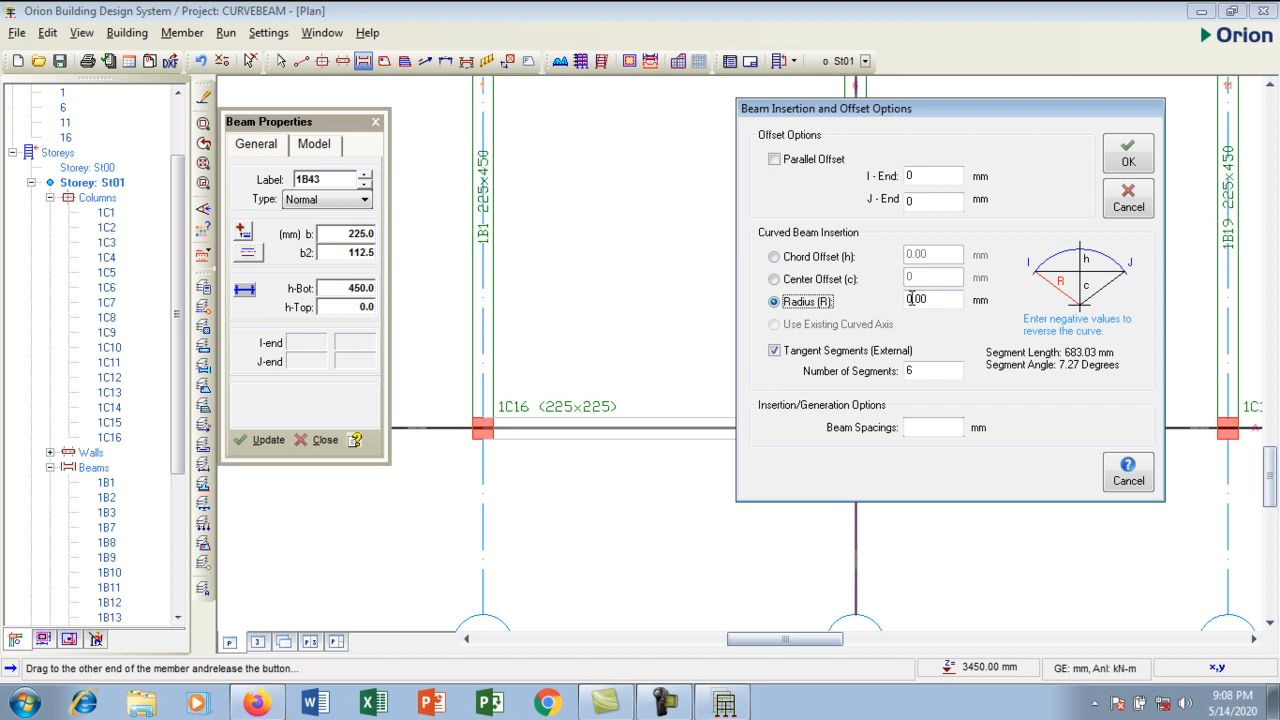 Orion Building Design System / Project: CURVEBEAM - [Plan]
File Edit View Building Member Run Settings Window Help
Orion
DXF
St01
1
6
11
16
Storeys
Storey: St00
Storey: St01
Columns
1C1
1C2
1C3
1C4
1C5
1C6
1C7
1C8
1C9
1C10
1C11
1C12
1C13
1C14
1C15
1C16
Walls
Beams
1B1
1B2
1B3
1B7
1B8
1B9
1B10
1B11
1B12
1B13
Beam Properties
General Model
Label: 1B43
Type: Normal
(mm) b: 225.0
b2: 112.5
h-Bot: 450.0
h-Top: 0.0
I-end
J-end
Update Close
1B1 225x450
1C16 (225x225)
1B19 225x450
11
Beam Insertion and Offset Options
Offset Options
Parallel Offset
I - End: 0 mm
J - End 0 mm
OK
Cancel
Curved Beam Insertion
Chord Offset (h): 0.00 mm
Center Offset (c): 0 mm
Radius (R): 0.00 mm
Use Existing Curved Axis
Tangent Segments (External)
Number of Segments: 6
I h J
R c
Enter negative values to
reverse the curve.
Segment Length: 683.03 mm
Segment Angle: 7.27 Degrees
Insertion/Generation Options
Beam Spacings: mm
Cancel
Drag to the other end of the member andrelease the button...
Z= 3450.00 mm
GE: mm, Anl: kN-m
x,y
9:08 PM
5/14/2020